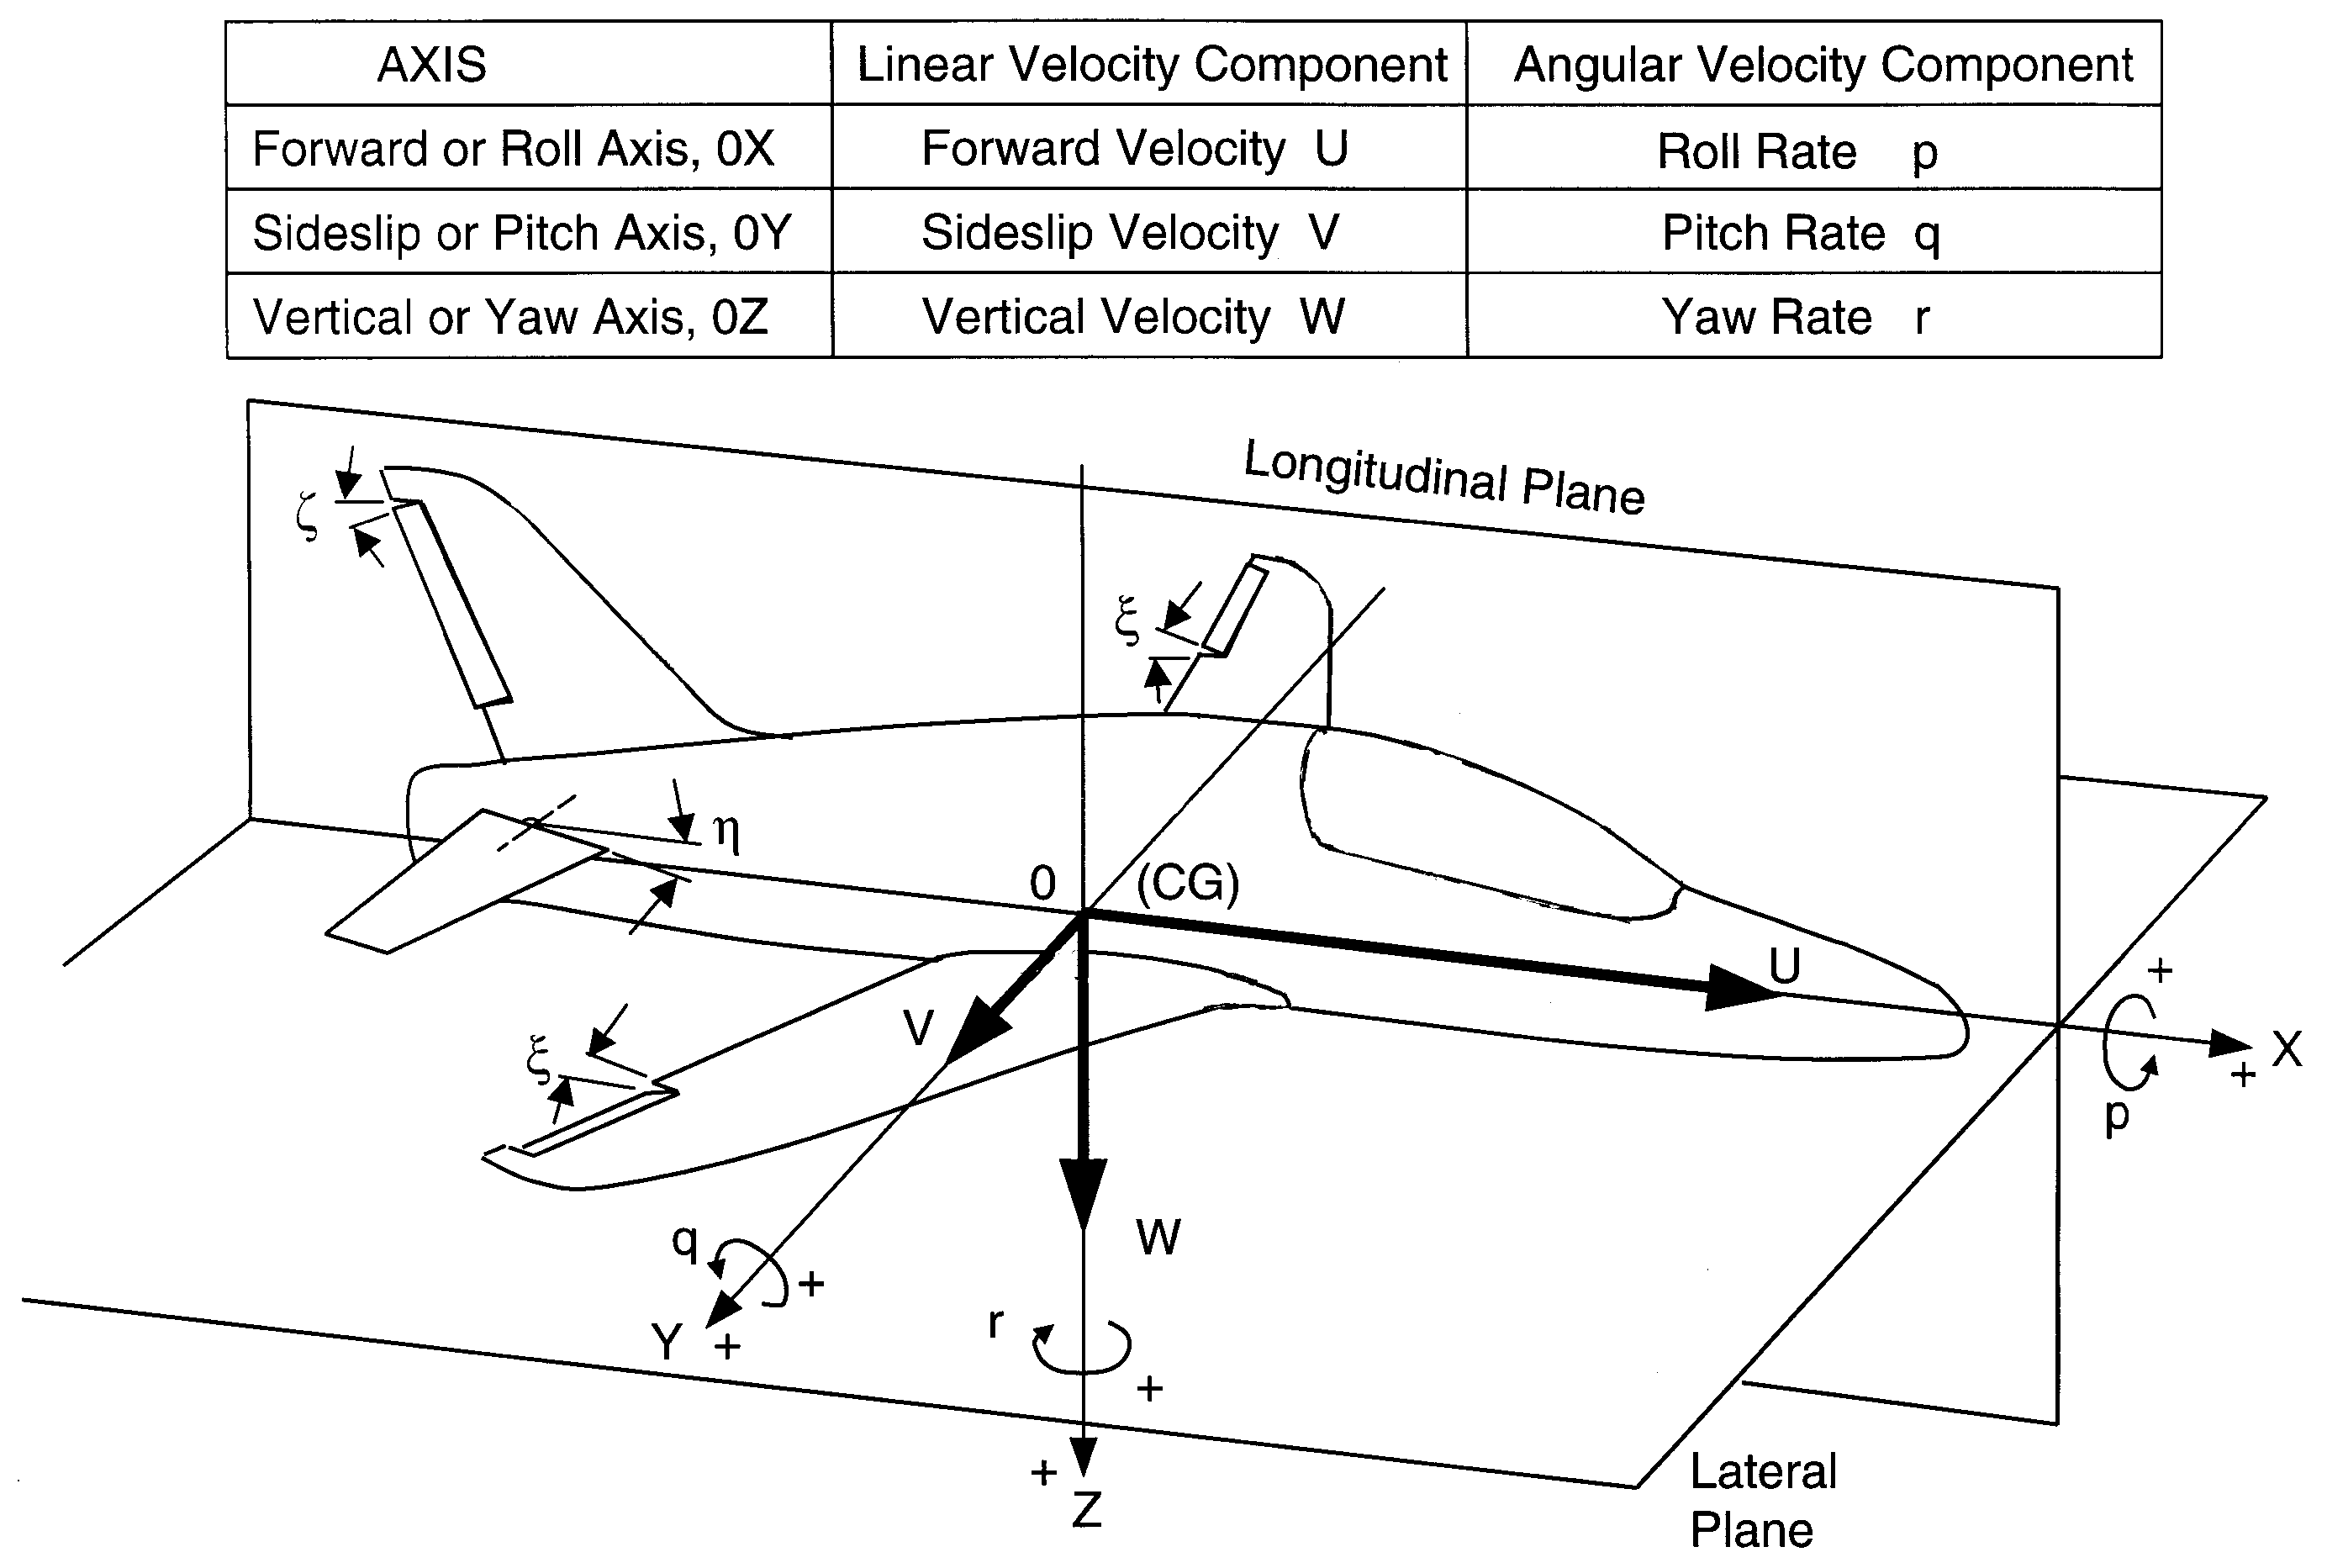 AXIS Linear Velocity Component Angular Velocity Component
Forward or Roll Axis, 0X Forward Velocity U Roll Rate p
Sideslip or Pitch Axis, 0Y Sideslip Velocity V Pitch Rate q
Vertical or Yaw Axis, 0Z Vertical Velocity W Yaw Rate r
Longitudinal Plane
ζ
ξ
η
0 (CG)
U
V
ξ
+
X
+
p
W
q
+
r
Y +
+
+
Z
Lateral
Plane